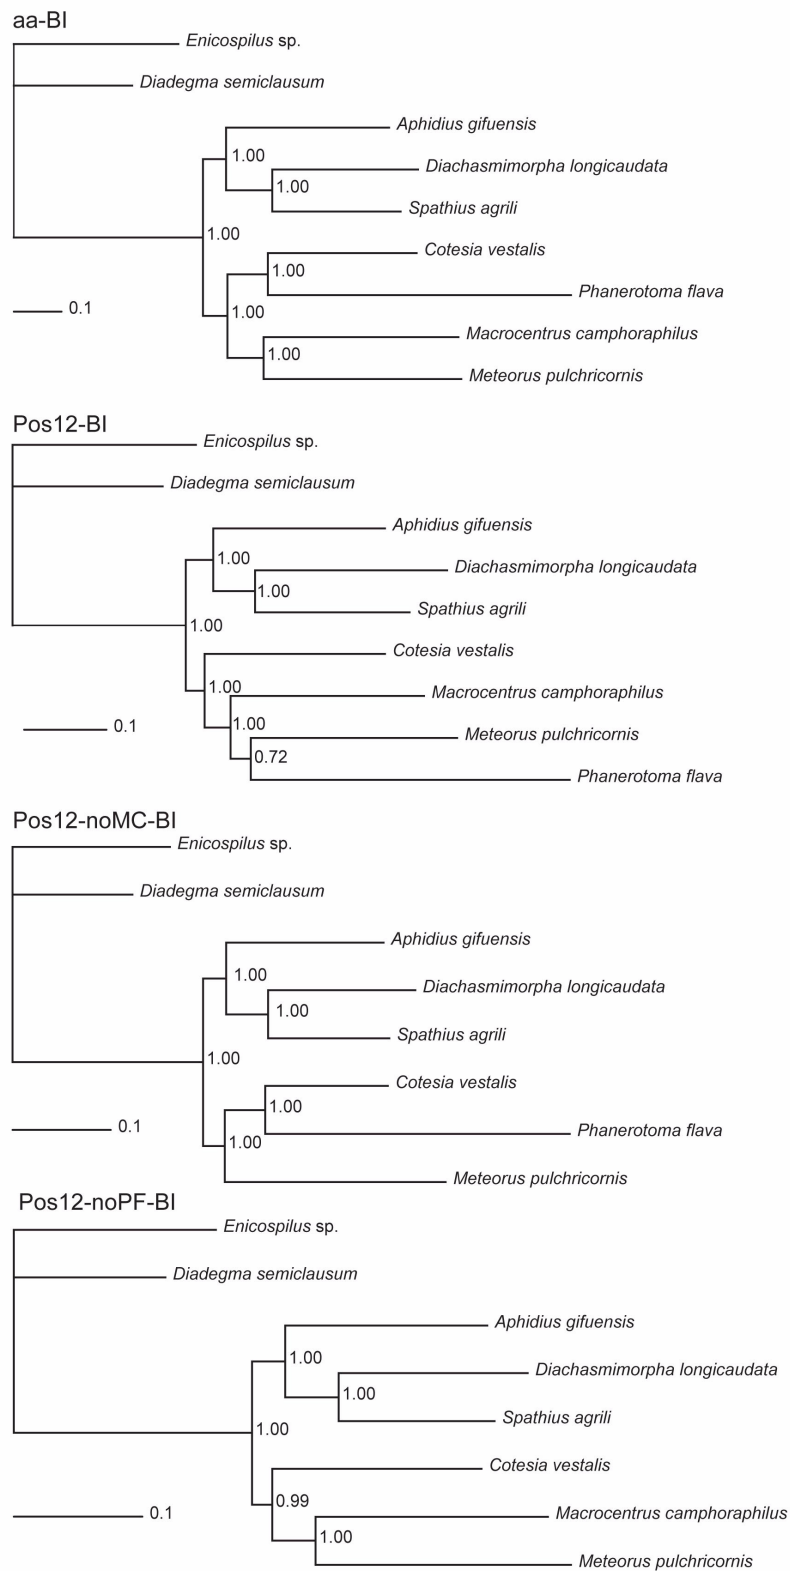 aa-BI
Enicospilus sp.
Diadegma semiclausum
Aphidius gifuensis
1.00
Diachasmimorpha longicaudata
1.00
Spathius agrili
1.00
Cotesia vestalis
1.00
Phanerotoma flava
0.1
1.00
Macrocentrus camphoraphilus
1.00
Meteorus pulchricornis
Pos12-BI
Enicospilus sp.
Diadegma semiclausum
Aphidius gifuensis
1.00
Diachasmimorpha longicaudata
1.00
Spathius agrili
1.00
Cotesia vestalis
1.00
Macrocentrus camphoraphilus
0.1
1.00
Meteorus pulchricornis
0.72
Phanerotoma flava
Pos12-noMC-BI
Enicospilus sp.
Diadegma semiclausum
Aphidius gifuensis
1.00
Diachasmimorpha longicaudata
1.00
Spathius agrili
1.00
Cotesia vestalis
1.00
0.1
Phanerotoma flava
1.00
Meteorus pulchricornis
Pos12-noPF-BI
Enicospilus sp.
Diadegma semiclausum
Aphidius gifuensis
1.00
Diachasmimorpha longicaudata
1.00
Spathius agrili
1.00
Cotesia vestalis
0.99
0.1
Macrocentrus camphoraphilus
1.00
Meteorus pulchricornis